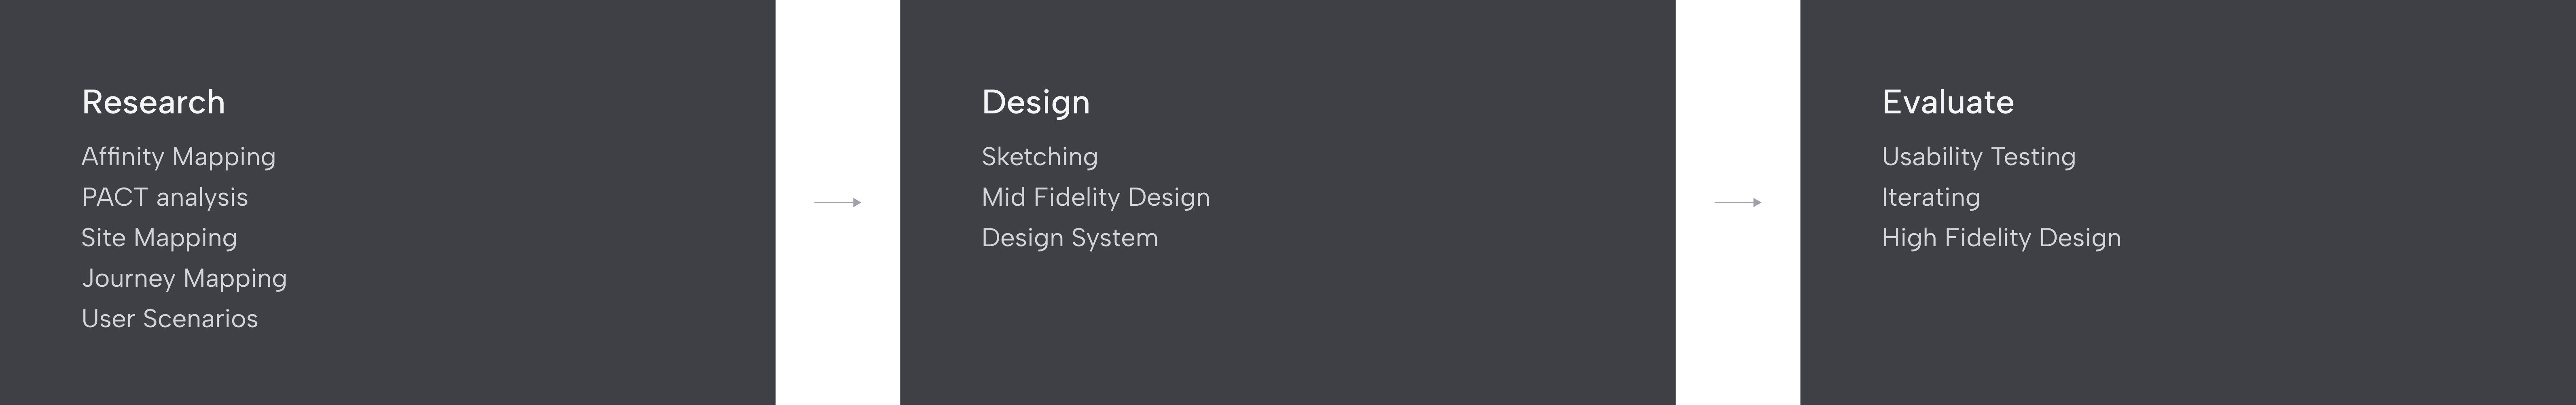 Research
Affinity Mapping
PACT analysis
Site Mapping
Journey Mapping
User Scenarios
Design
Sketching
Mid Fidelity Design
Design System
Evaluate
Usability Testing
Iterating
High Fidelity Design